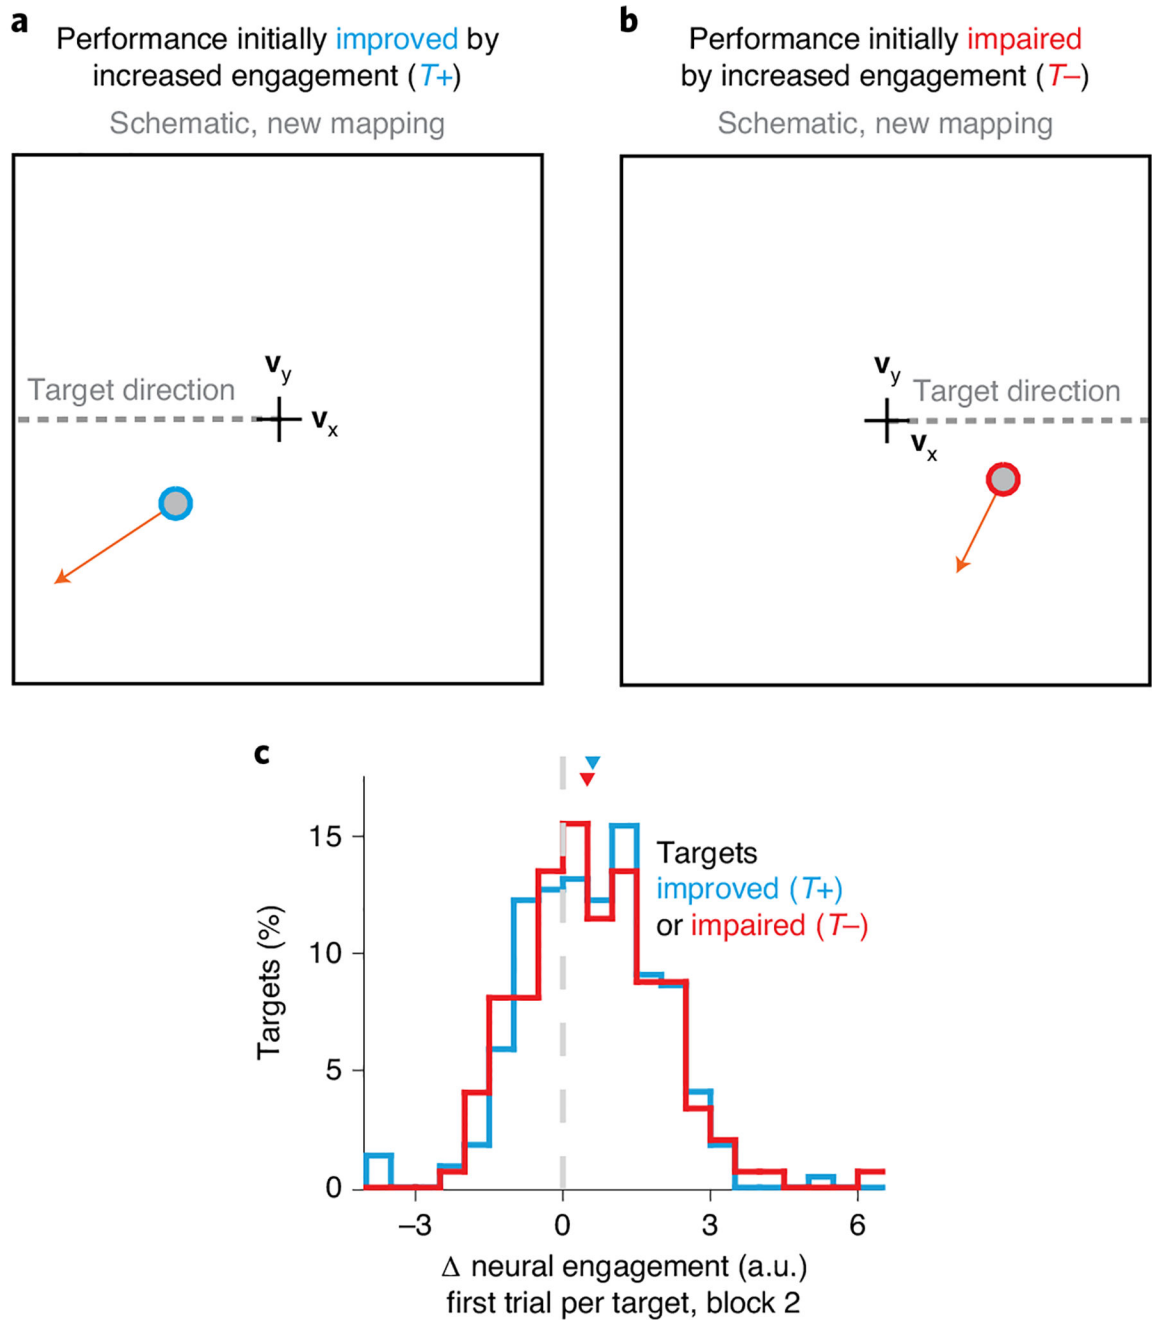 a
Performance initially improved by
increased engagement (T+)
Schematic, new mapping
Target direction
vy
vx
b
Performance initially impaired
by increased engagement (T–)
Schematic, new mapping
vy
Target direction
vx
c
Targets (%)
15
10
5
0
Targets
improved (T+)
or impaired (T–)
–3
0
3
6
Δ neural engagement (a.u.)
first trial per target, block 2